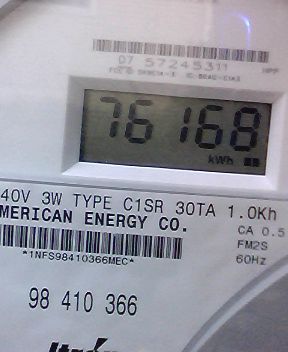 07 57245311
76168
kWh
40V 3W TYPE C1SR 30TA 1.0Kh
MERICAN ENERGY CO.
CA 0.5
FM2S
60Hz
*1NFS98410366MEC*
98 410 366
Itron